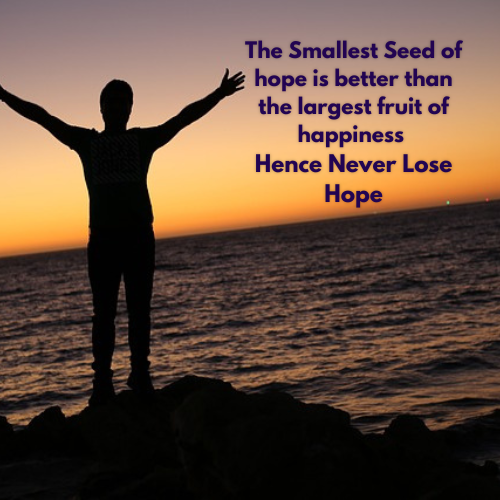 The Smallest Seed of
hope is better than
the largest fruit of
happiness
Hence Never Lose
Hope